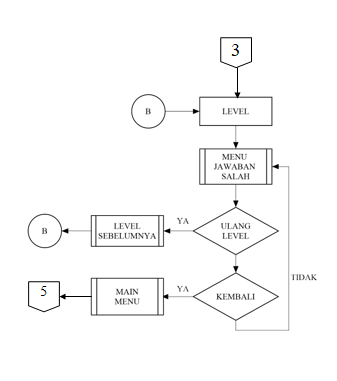 3
B
LEVEL
MENU
JAWABAN
SALAH
YA
ULANG
LEVEL
LEVEL
SEBELUMNYA
B
TIDAK
YA
KEMBALI
MAIN
MENU
5